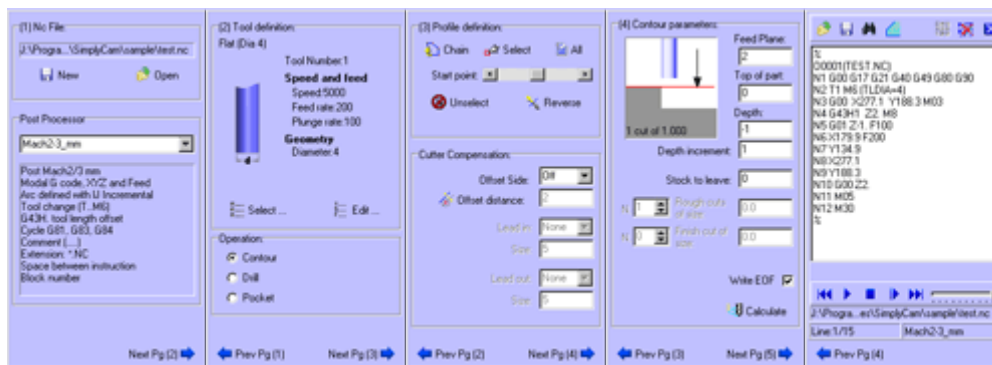 (1) Nc File:
J:\Progra...\SimplyCam\sample\test.nc
New
Open
Post Processor
Mach2-3_mm
Post Mach2/3 mm
Modal G code, XYZ and Feed
Arc defined with IJ Incremental
Tool change (T..M6)
G43H. tool length offset
Cycle G81, G83, G84
Comment (....)
Extension: *.NC
Space between instruction
Block number
Next Pg (2)
(2) Tool definition:
Flat (Dia 4)
Tool Number:1
Speed and feed
Speed:5000
Feed rate:200
Plunge rate:100
Geometry
Diameter:4
d
Select ...
Edit ...
Operation:
Contour
Drill
Pocket
Prev Pg (1)
Next Pg (3)
(3) Profile definition:
Chain
Select
All
Start point:
Unselect
Reverse
Cutter Compensation:
Offset Side:
Off
Offset distance:
2
Lead in:
None
Size:
5
Lead out:
None
Size:
5
Prev Pg (2)
Next Pg (4)
(4) Contour parameters:
1 cut of 1.000
Feed Plane:
2
Top of part:
0
Depth:
-1
Depth increment:
1
Stock to leave:
0
N:
1
Rough cuts of size:
0.0
N:
0
Finish cut of size:
0.0
Write EOF
Calculate
Prev Pg (3)
Next Pg (5)
%
O0001(TEST.NC)
N1 G00 G17 G21 G40 G49 G80 G90
N2 T1 M6 (TLDIA=4)
N3 G00 X277.1 Y188.3 M03
N4 G43H1 Z2. M8
N5 G01 Z-1. F100
N6 X179.9 F200
N7 Y134.9
N8 X277.1
N9 Y188.3
N10 G00 Z2.
N11 M05
N12 M30
%
J:\Progra...es\SimplyCam\sample\test.nc
Line:1/15
Mach2-3_mm
Prev Pg (4)